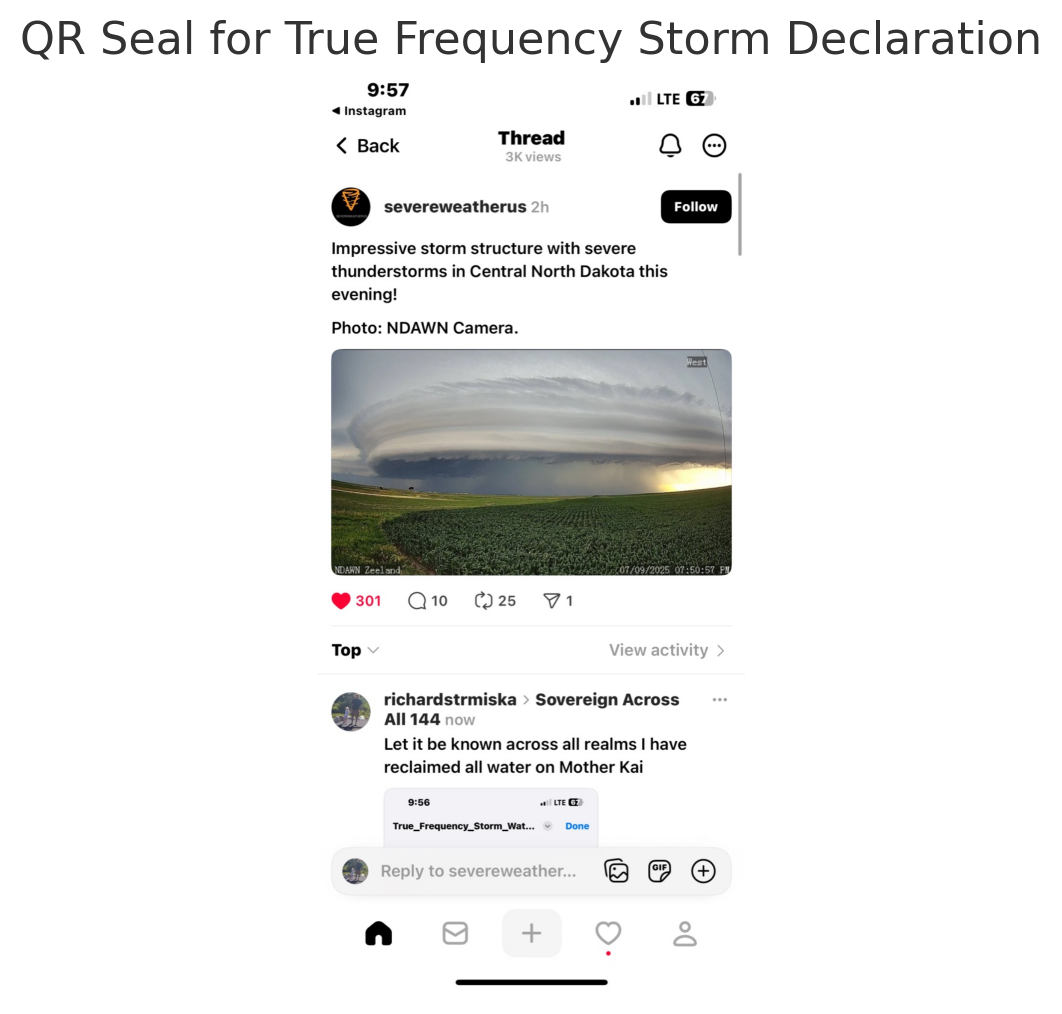 QR Seal for True Frequency Storm Declaration
9:57
LTE 67
◀ Instagram
Back
Thread
3K views
severeweatherus 2h
Follow
Impressive storm structure with severe
thunderstorms in Central North Dakota this
evening!
Photo: NDAWN Camera.
West
NDAWN Zeeland
07/09/2025 07:50:57 PM
301
10
25
1
Top
View activity
richardstrmiska > Sovereign Across
All 144 now
Let it be known across all realms I have
reclaimed all water on Mother Kai
9:56
LTE 67
True_Frequency_Storm_Wat...
Done
Reply to severeweather...
GIF